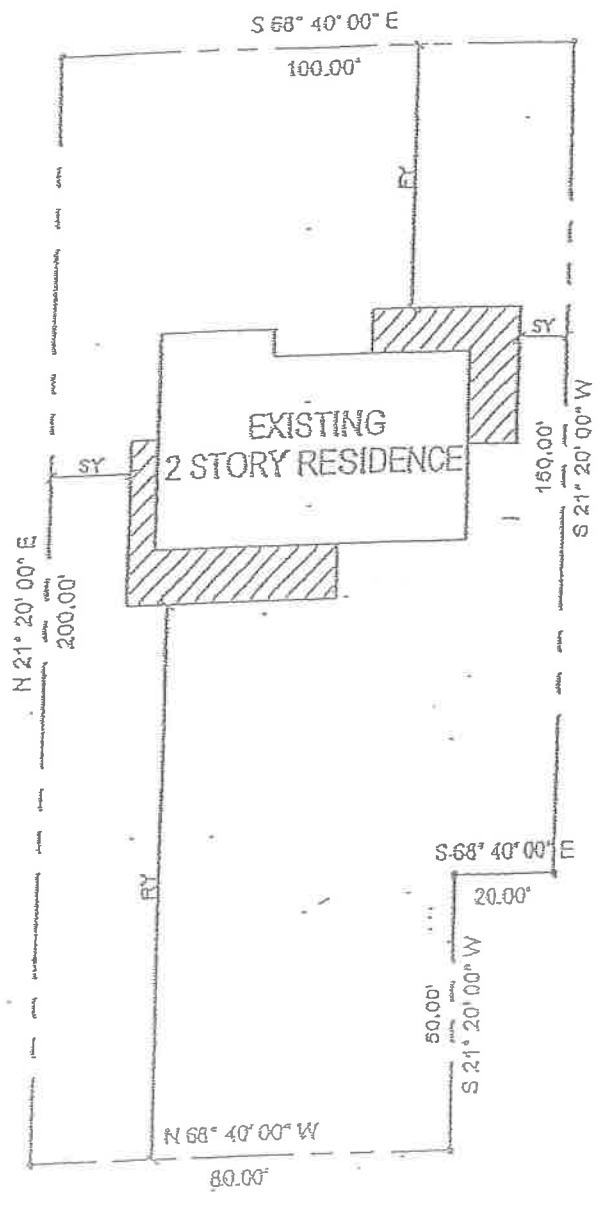 S 68° 40' 00" E
100.00'
FY
SY
EXISTING
2 STORY RESIDENCE
SY
150.00'
S 21° 20' 00" W
N 21° 20' 00" E
200.00'
RY
S 68° 40' 00" E
20.00'
50.00'
S 21° 20' 00" W
N 68° 40' 00" W
80.00'